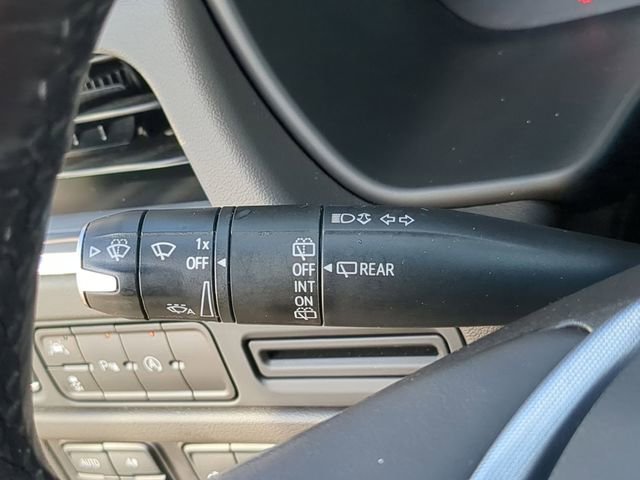 1x
OFF
A
OFF
INT
ON
REAR
AUTO